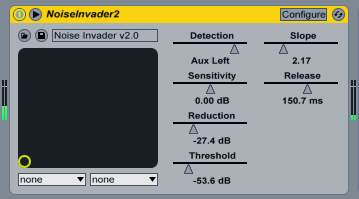 NoiseInvader2
Configure
Noise Invader v2.0
Detection
Aux Left
Sensitivity
0.00 dB
Reduction
-27.4 dB
Threshold
-53.6 dB
Slope
2.17
Release
150.7 ms
none
none